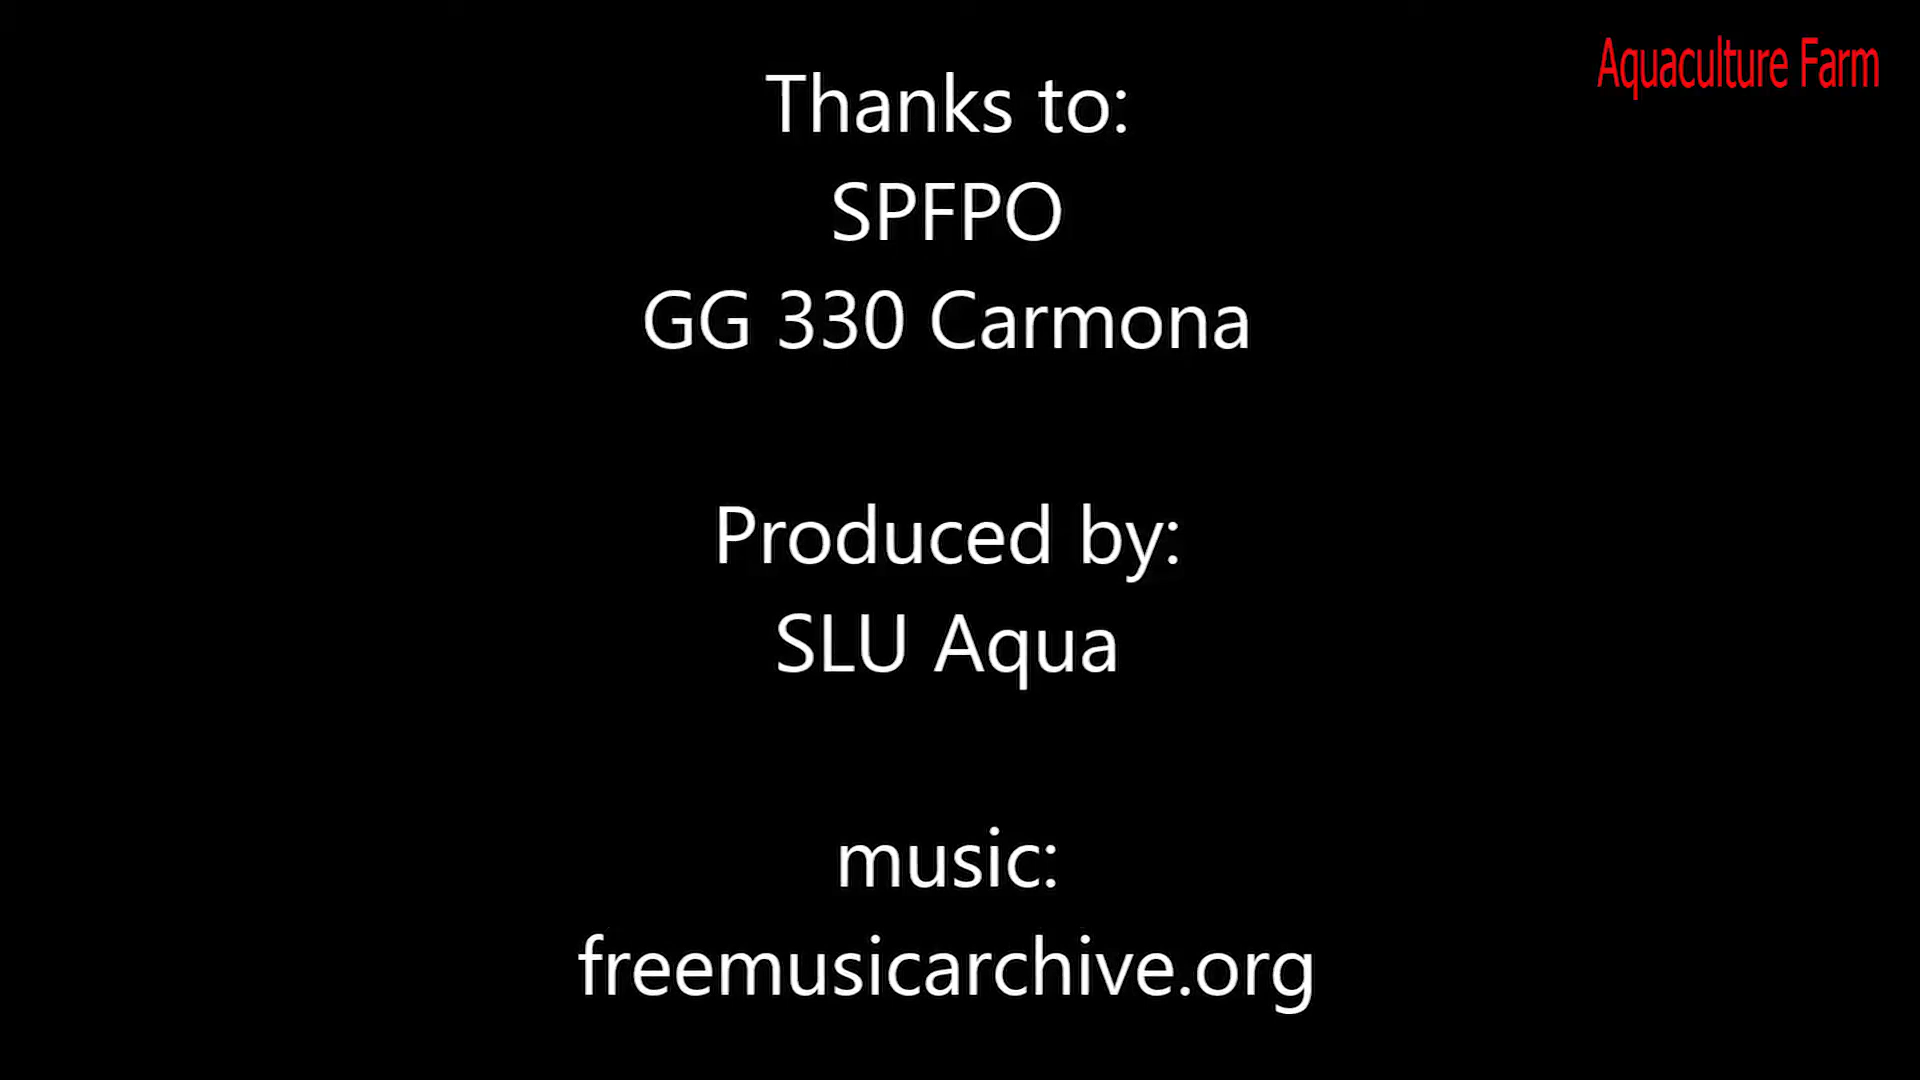 Aquaculture Farm
Thanks to:
SPFPO
GG 330 Carmona
Produced by:
SLU Aqua
music:
freemusicarchive.org